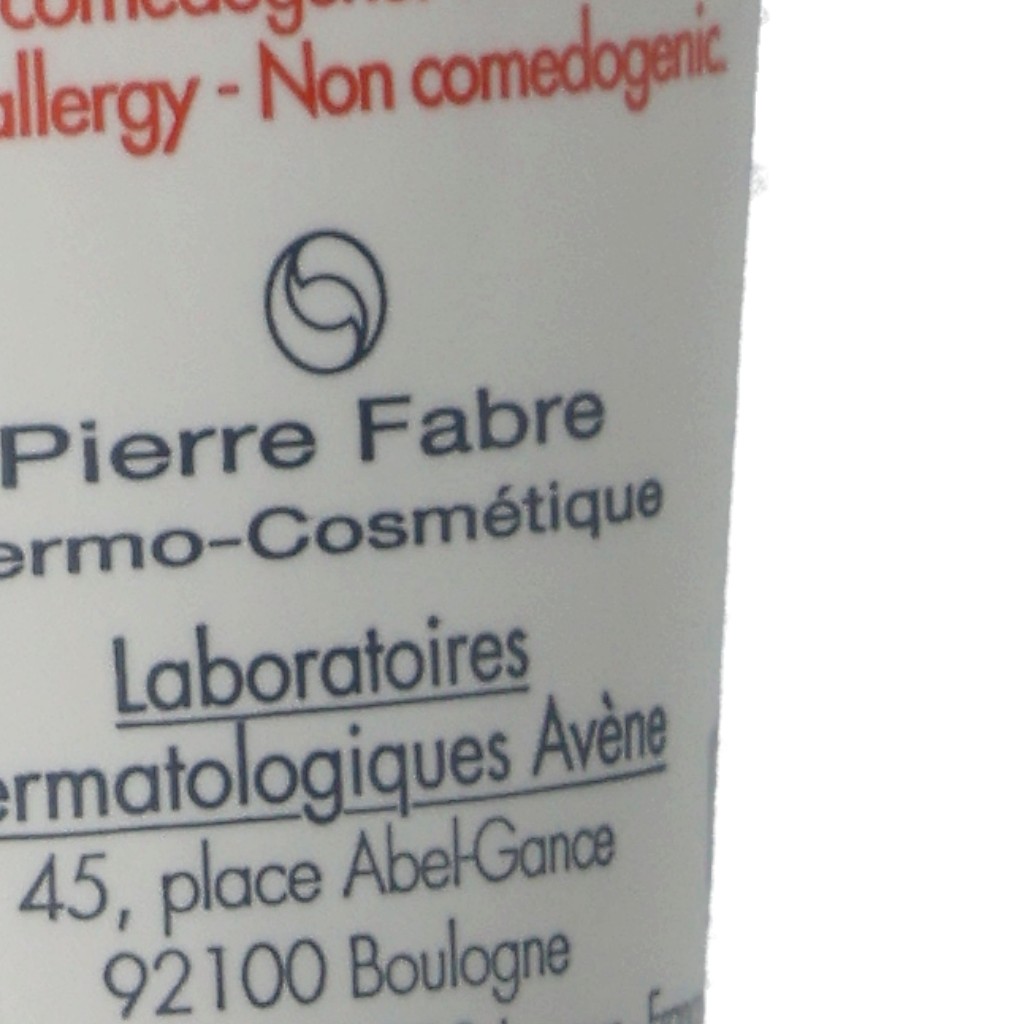 allergy - Non comedogenic.
Pierre Fabre
ermo-Cosmétique
Laboratoires
ermatologiques Avène
45, place Abel-Gance
92100 Boulogne